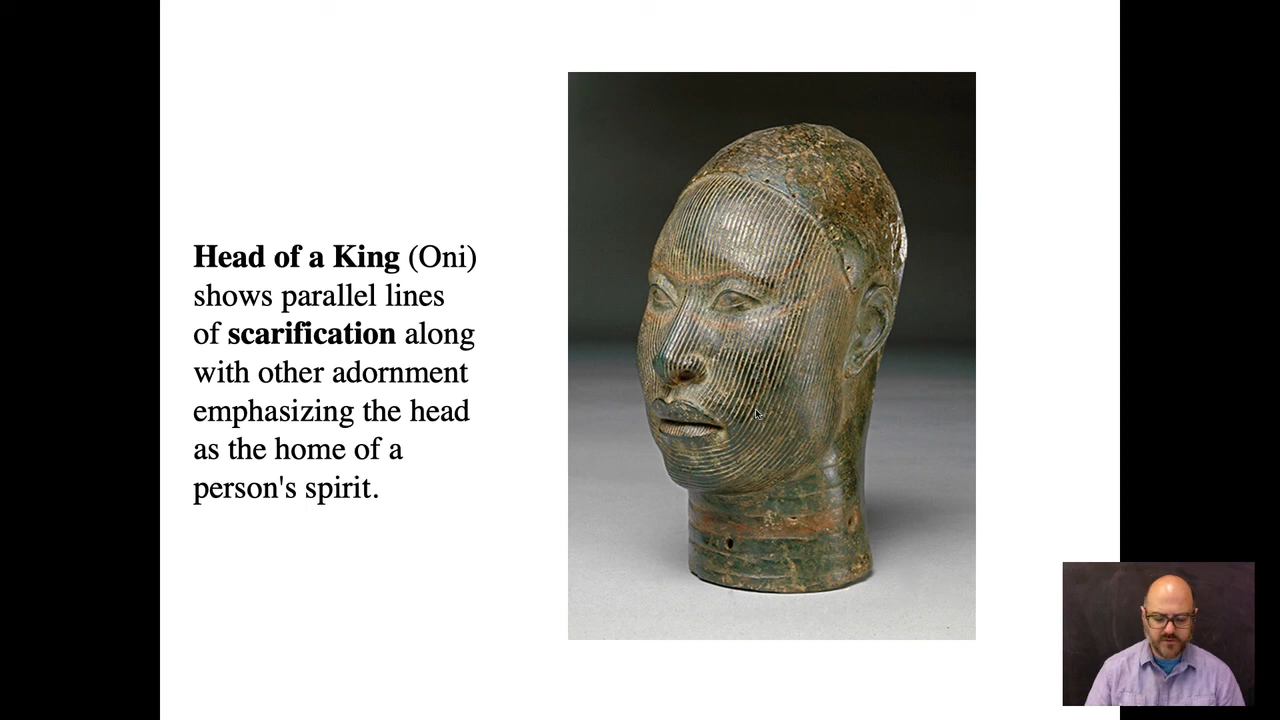 Head of a King (Oni)
shows parallel lines
of scarification along
with other adornment
emphasizing the head
as the home of a
person's spirit.